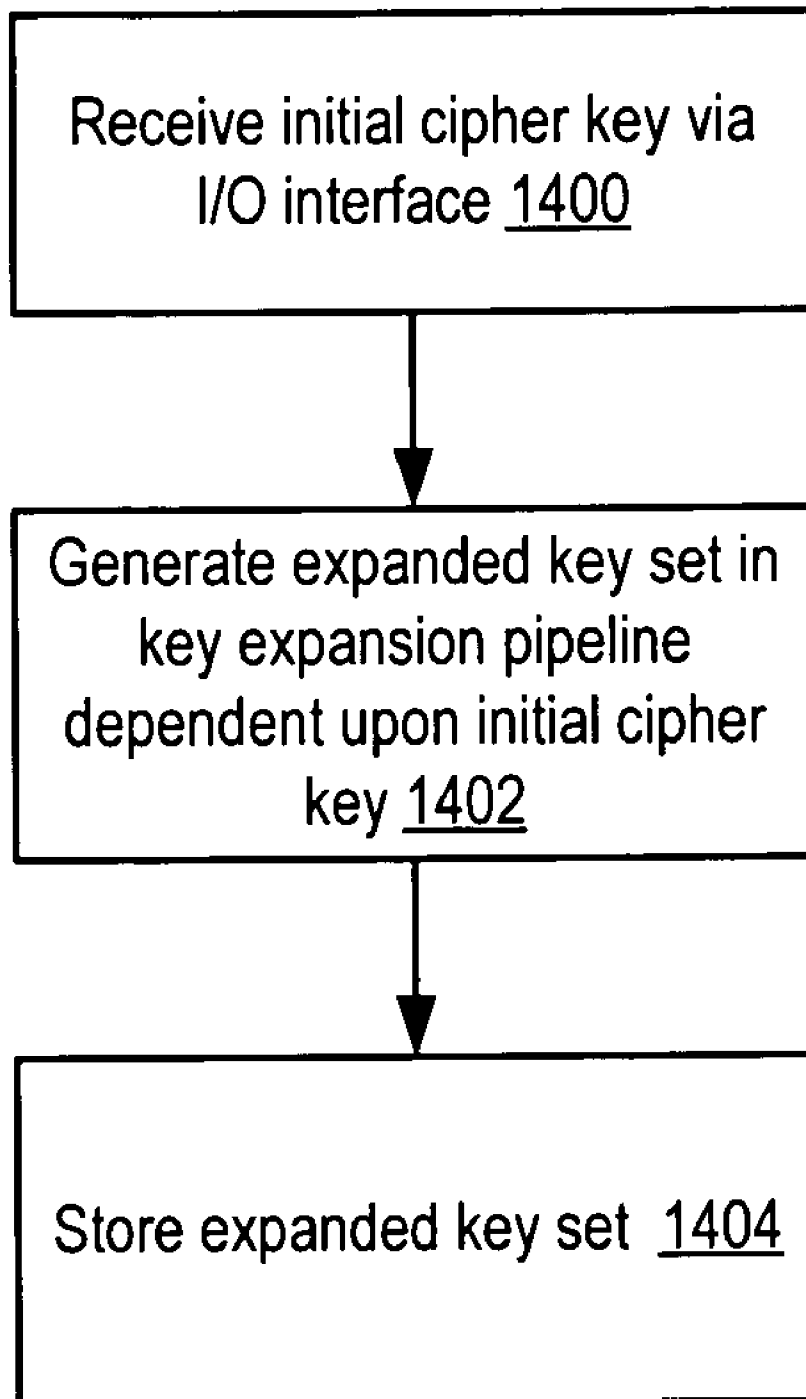 Receive initial cipher key via
I/O interface 1400
Generate expanded key set in
key expansion pipeline
dependent upon initial cipher
key 1402
Store expanded key set 1404